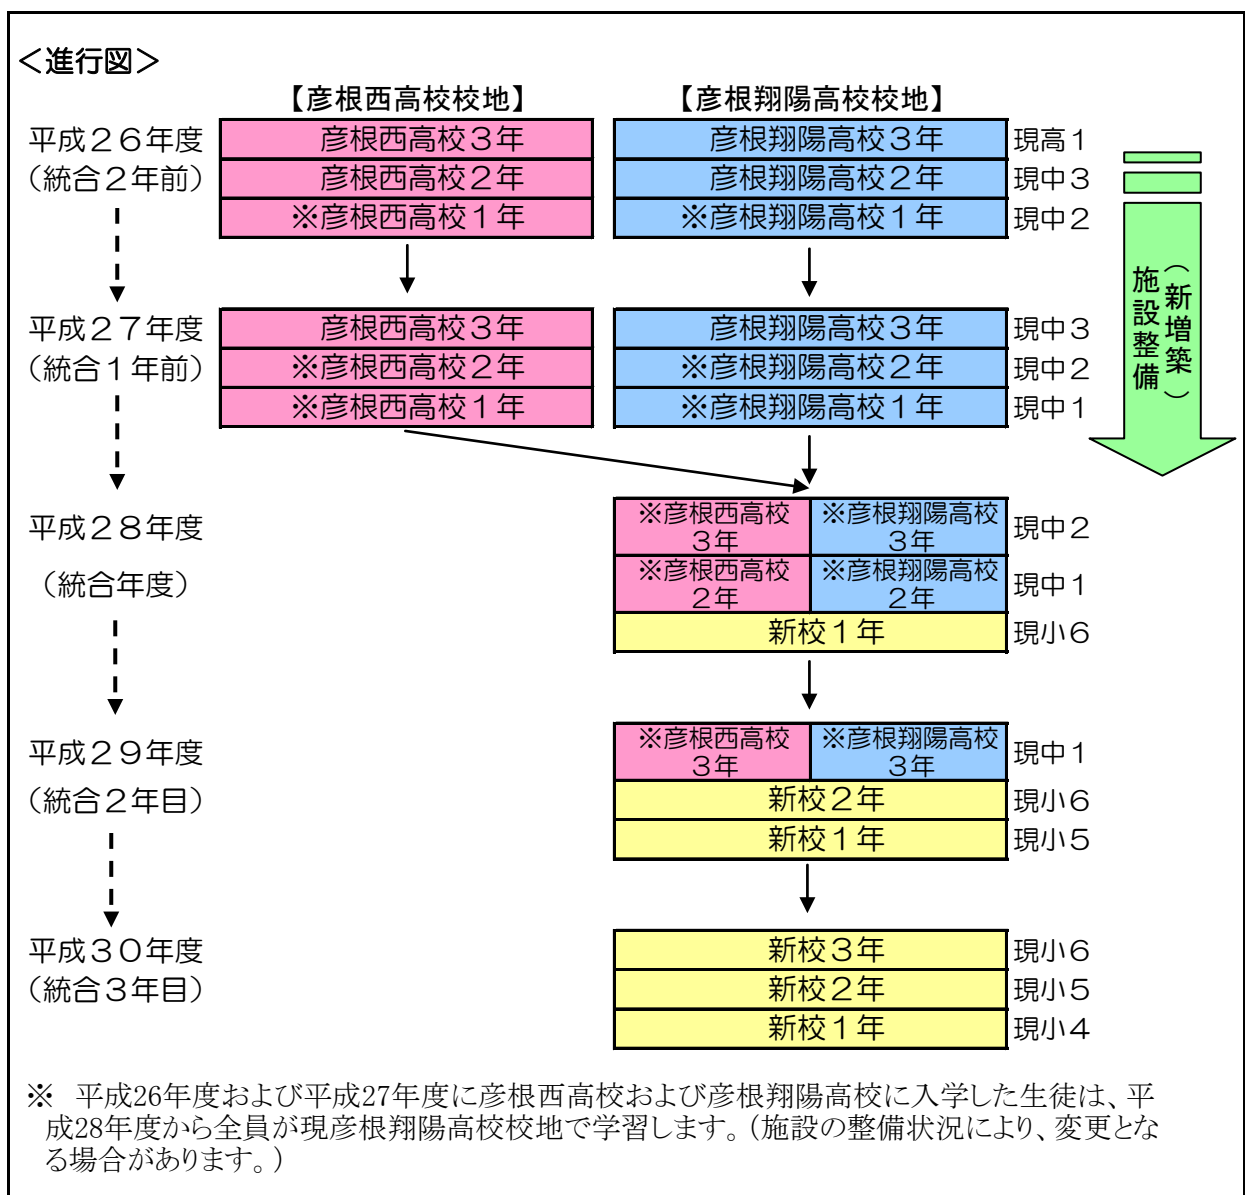 ＜進行図＞
【彦根西高校校地】　【彦根翔陽高校校地】
平成２６年度　彦根西高校３年　彦根翔陽高校３年　現高１
（統合２年前）　彦根西高校２年　彦根翔陽高校２年　現中３
※彦根西高校１年　※彦根翔陽高校１年　現中２
施設整備
（新増築）
平成２７年度　彦根西高校３年　彦根翔陽高校３年　現中３
（統合１年前）　※彦根西高校２年　※彦根翔陽高校２年　現中２
※彦根西高校１年　※彦根翔陽高校１年　現中１
平成２８年度
※彦根西高校
３年
※彦根翔陽高校
３年
現中２
（統合年度）
※彦根西高校
２年
※彦根翔陽高校
２年
現中１
新校１年　現小６
平成２９年度
※彦根西高校
３年
※彦根翔陽高校
３年
現中１
（統合２年目）　新校２年　現小６
新校１年　現小５
平成３０年度　新校３年　現小６
（統合３年目）　新校２年　現小５
新校１年　現小４
※　平成26年度および平成27年度に彦根西高校および彦根翔陽高校に入学した生徒は、平
成28年度から全員が現彦根翔陽高校校地で学習します。（施設の整備状況により、変更とな
る場合があります。）